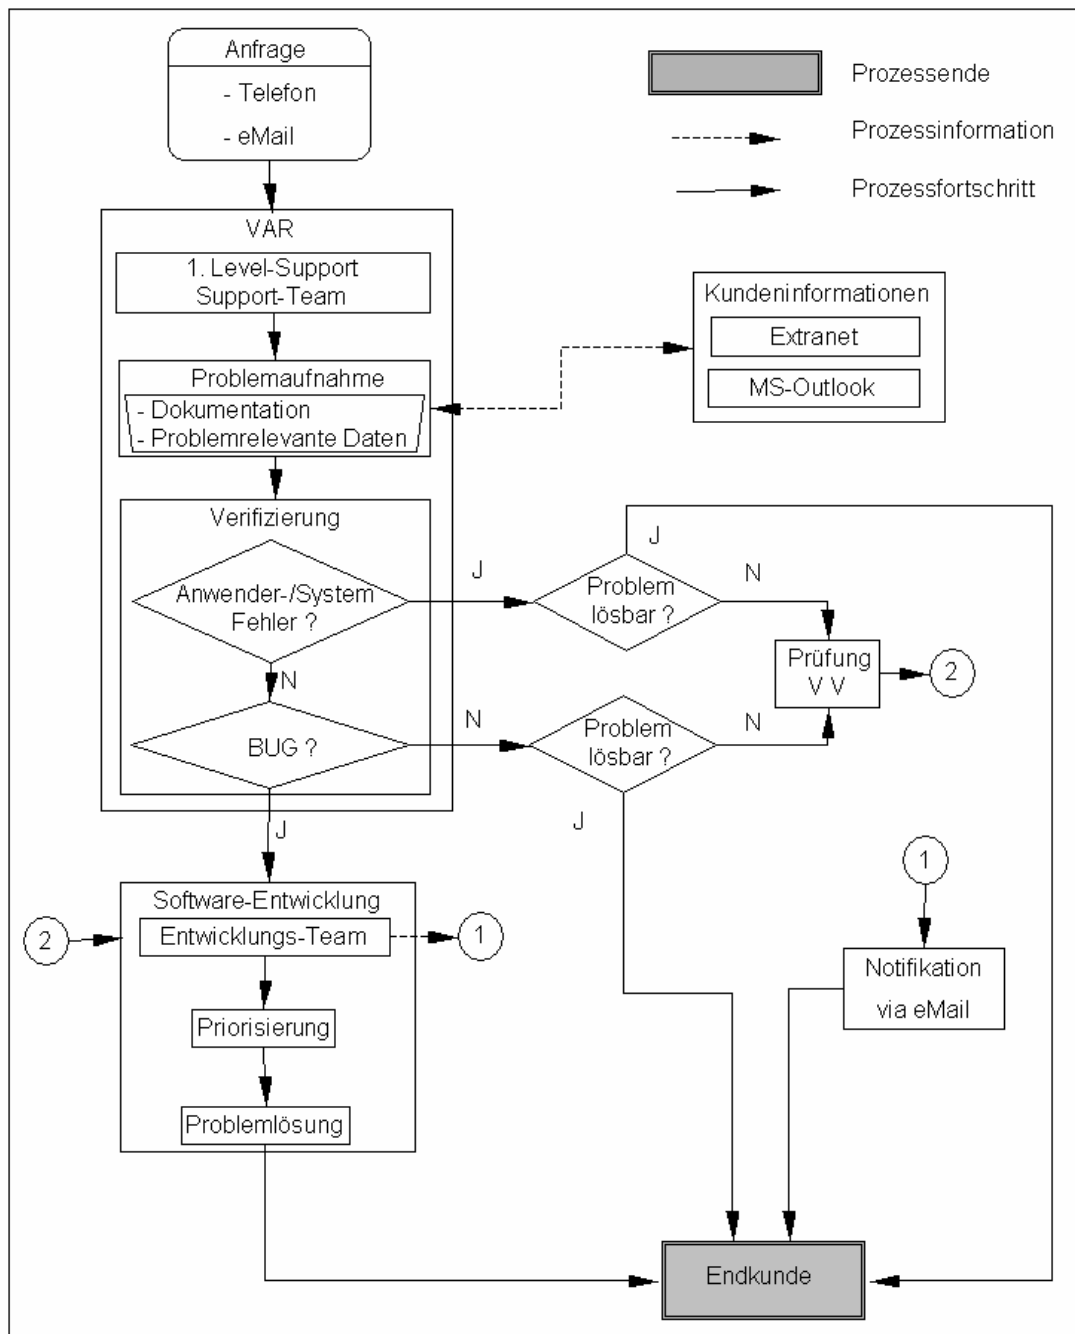 Anfrage
- Telefon
- eMail
Prozessende
Prozessinformation
Prozessfortschritt
VAR
1. Level-Support
Support-Team
Kundeninformationen
Extranet
MS-Outlook
Problemaufnahme
- Dokumentation
- Problemrelevante Daten
Verifizierung
Anwender-/System
Fehler ?
J
Problem
lösbar ?
J
N
Prüfung
V V
2
N
BUG ?
N
Problem
lösbar ?
N
J
J
1
Software-Entwicklung
2
Entwicklungs-Team
1
Notifikation
via eMail
Priorisierung
Problemlösung
Endkunde